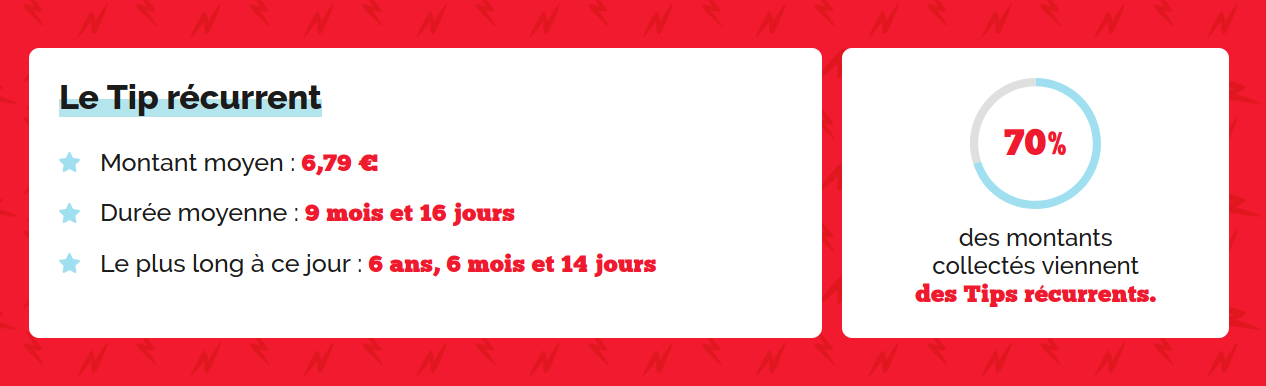 Le Tip récurrent
Montant moyen : 6,79 €
Durée moyenne : 9 mois et 16 jours
Le plus long à ce jour : 6 ans, 6 mois et 14 jours
70%
des montants
collectés viennent
des Tips récurrents.